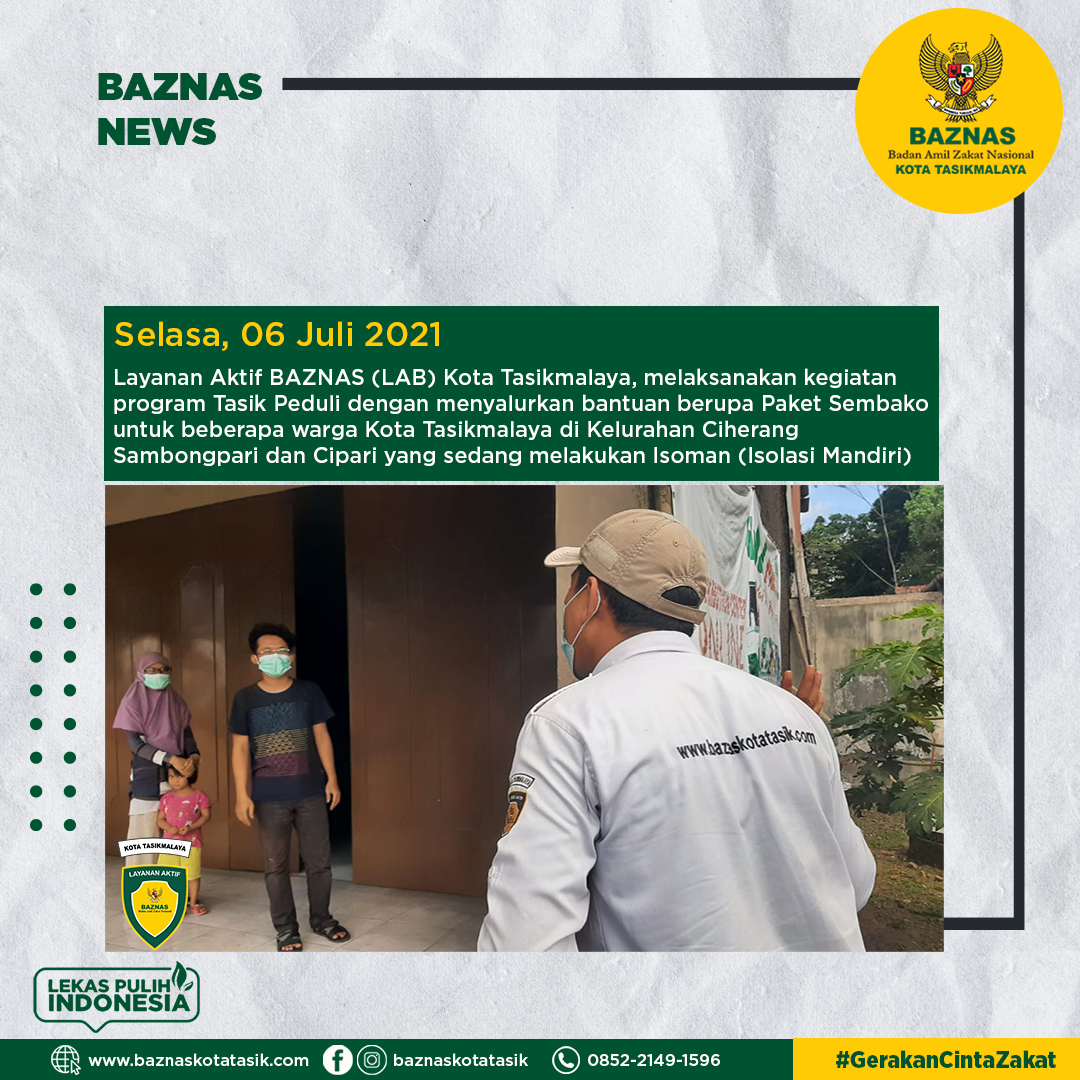 BAZNAS
NEWS
BAZNAS
Badan Amil Zakat Nasional
KOTA TASIKMALAYA
Selasa, 06 Juli 2021
Layanan Aktif BAZNAS (LAB) Kota Tasikmalaya, melaksanakan kegiatan
program Tasik Peduli dengan menyalurkan bantuan berupa Paket Sembako
untuk beberapa warga Kota Tasikmalaya di Kelurahan Ciherang
Sambongpari dan Cipari yang sedang melakukan Isoman (Isolasi Mandiri)
KOTA TASIKMALAYA
LAYANAN AKTIF
BAZNAS
LEKAS PULIH
INDONESIA
www.baznaskotatasik.com
baznaskotatasik
0852-2149-1596
#GerakanCintaZakat